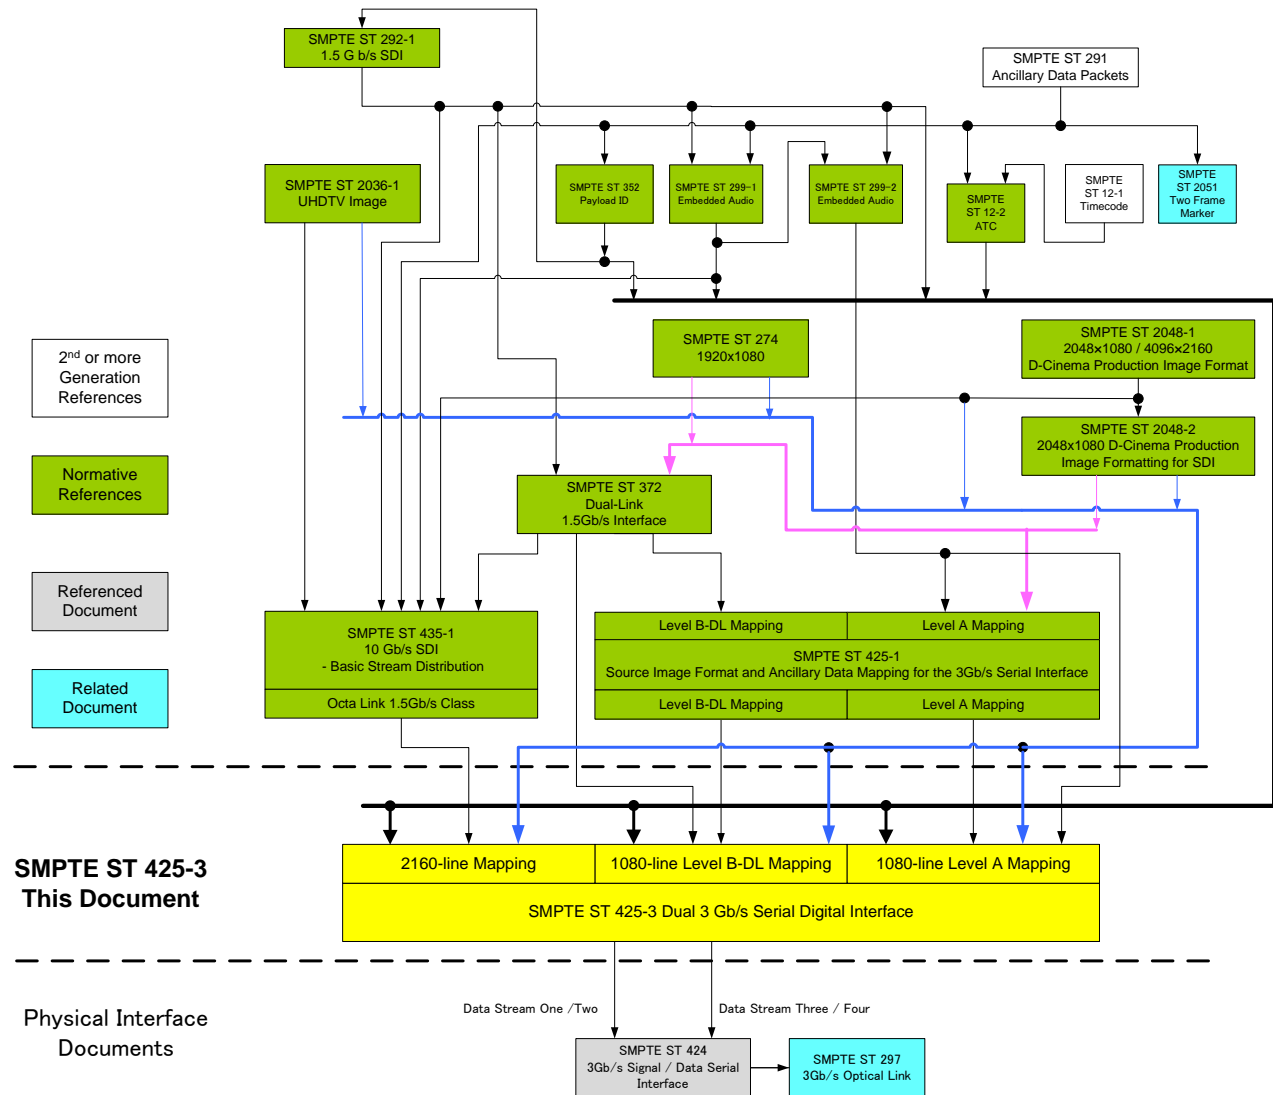 SMPTE ST 292-1
1.5 G b/s SDI
SMPTE ST 291
Ancillary Data Packets
SMPTE ST 2036-1
UHDTV Image
SMPTE ST 352
Payload ID
SMPTE ST 299-1
Embedded Audio
SMPTE ST 299-2
Embedded Audio
SMPTE
ST 12-2
ATC
SMPTE
ST 12-1
Timecode
SMPTE
ST 2051
Two Frame
Marker
2nd or more
Generation
References
SMPTE ST 274
1920x1080
SMPTE ST 2048-1
2048×1080 / 4096×2160
D-Cinema Production Image Format
SMPTE ST 2048-2
2048x1080 D-Cinema Production
Image Formatting for SDI
Normative
References
SMPTE ST 372
Dual-Link
1.5Gb/s Interface
Referenced
Document
SMPTE ST 435-1
10 Gb/s SDI
- Basic Stream Distribution
Octa Link 1.5Gb/s Class
Level B-DL Mapping
Level A Mapping
SMPTE ST 425-1
Source Image Format and Ancillary Data Mapping for the 3Gb/s Serial Interface
Level B-DL Mapping
Level A Mapping
Related
Document
SMPTE ST 425-3
This Document
2160-line Mapping
1080-line Level B-DL Mapping
1080-line Level A Mapping
SMPTE ST 425-3 Dual 3 Gb/s Serial Digital Interface
Physical Interface
Documents
Data Stream One /Two
Data Stream Three / Four
SMPTE ST 424
3Gb/s Signal / Data Serial
Interface
SMPTE ST 297
3Gb/s Optical Link